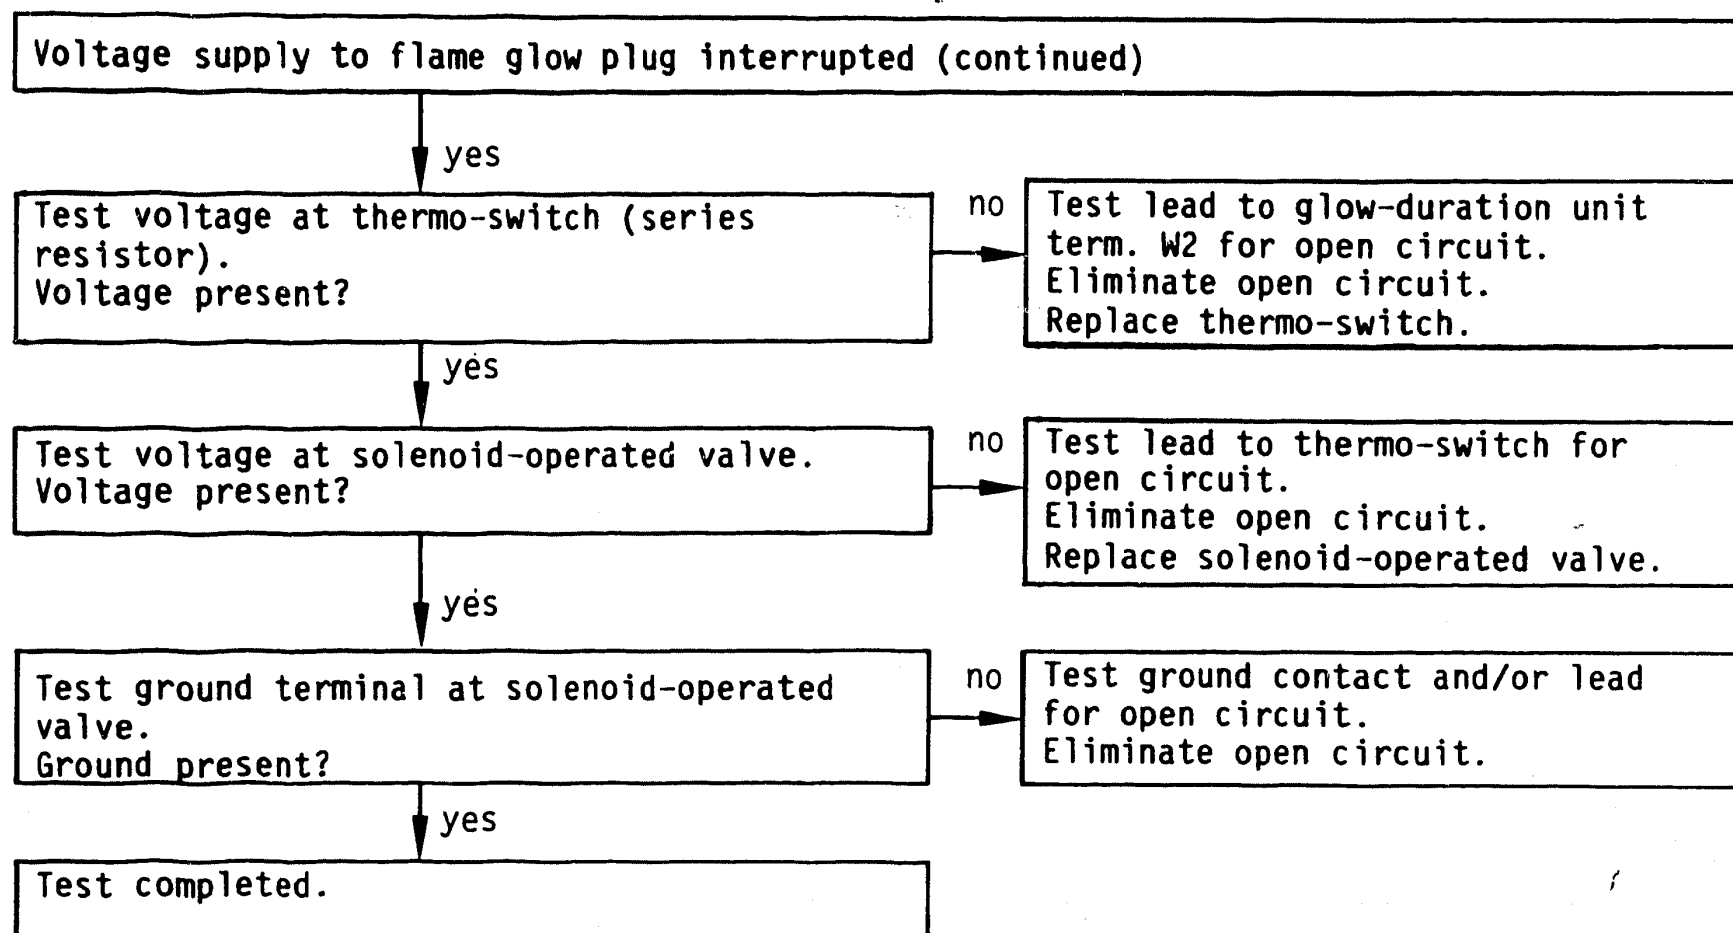 Voltage supply to flame glow plug interrupted (continued)
yes
Test voltage at thermo-switch (series
resistor).
Voltage present?
no
Test lead to glow-duration unit
term. W2 for open circuit.
Eliminate open circuit.
Replace thermo-switch.
yes
Test voltage at solenoid-operated valve.
Voltage present?
no
Test lead to thermo-switch for
open circuit.
Eliminate open circuit.
Replace solenoid-operated valve.
yes
Test ground terminal at solenoid-operated
valve.
Ground present?
no
Test ground contact and/or lead
for open circuit.
Eliminate open circuit.
yes
Test completed.